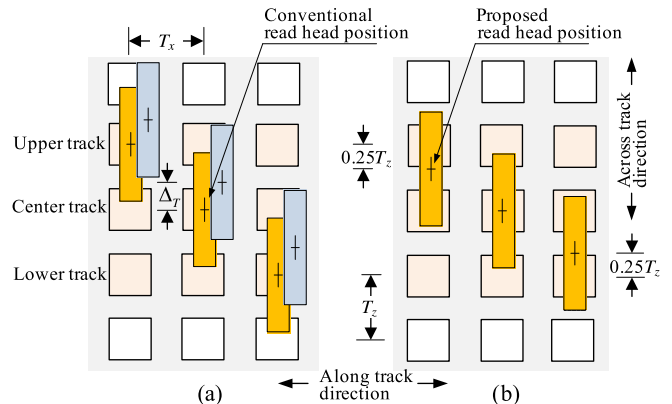 Conventional
read head position
Proposed
read head position
T_x
Upper track
Center track
Lower track
Δ_T
0.25T_z
Across track
direction
0.25T_z
T_z
(a)
Along track
direction
(b)